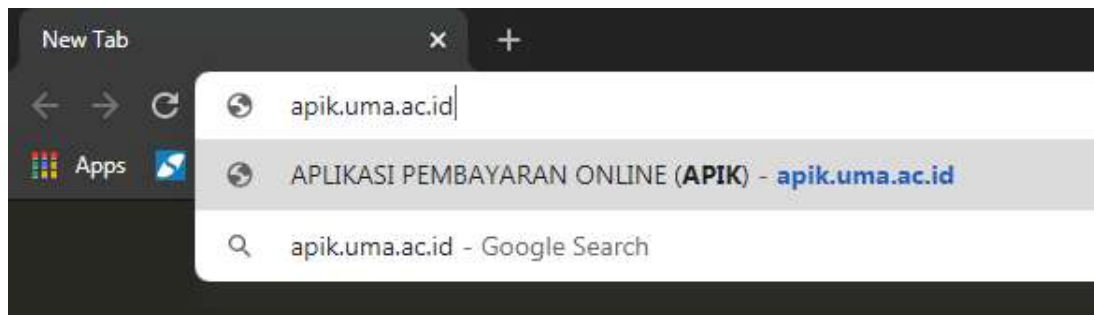 New Tab
apik.uma.ac.id
Apps
APLIKASI PEMBAYARAN ONLINE (APIK) - apik.uma.ac.id
apik.uma.ac.id - Google Search